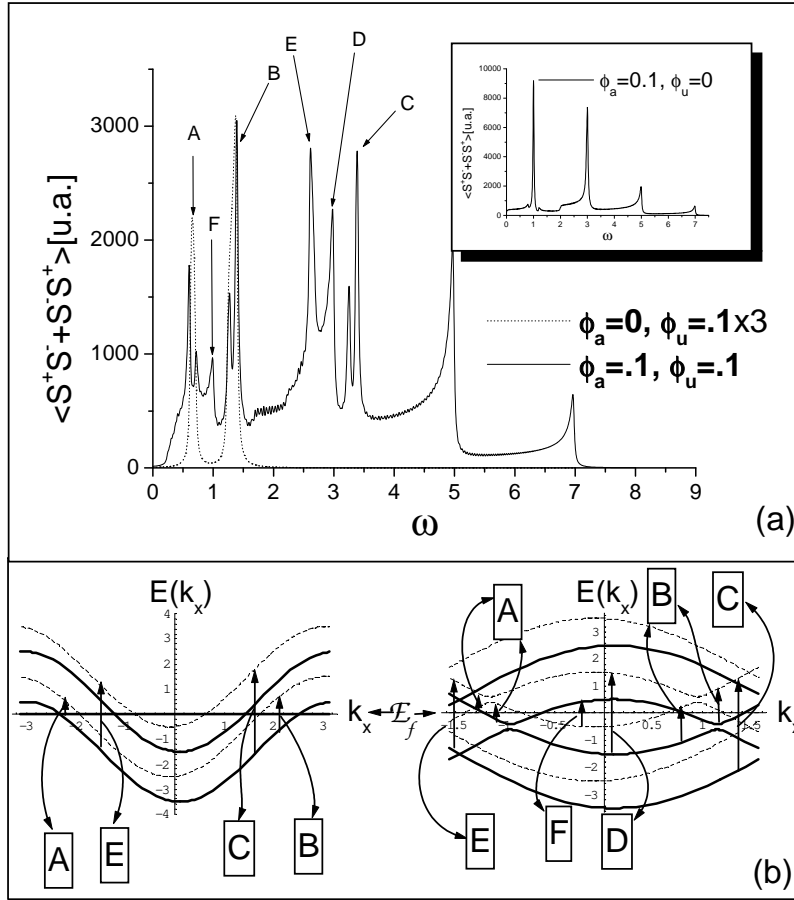 E
D
B
C
A
F
3000
2000
1000
0
0 1 2 3 4 5 6 7 8 9
<S⁺S⁻+S⁻S⁺>[u.a.]
ω
10000
8000
6000
4000
2000
0
0 1 2 3 4 5 6 7
<S⁺S⁻+S⁻S⁺>[u.a.]
ω
ϕa=0.1, ϕu=0
ϕa=0, ϕu=.1x3
ϕa=.1, ϕu=.1
(a)
E(kx)
4
3
2
1
-1
-2
-3
-4
-3 -2 -1 1 2 3
kx
A
E
C
B
Ef
E(kx)
A
B
C
3
2
1
-1
-2
-3
-1.5 -0.5 0.5 1 1.5
kx
E
F
D
(b)